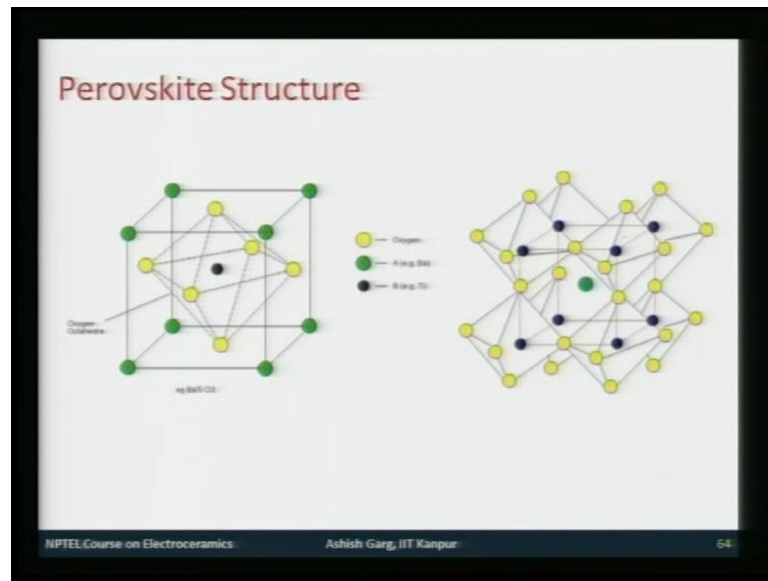 Perovskite Structure
Oxygen
A (e.g. Ba)
B (e.g. Ti)
Oxygen
Octahedra
NPTEL Course on Electroceramics
Ashish Garg, IIT Kanpur
64